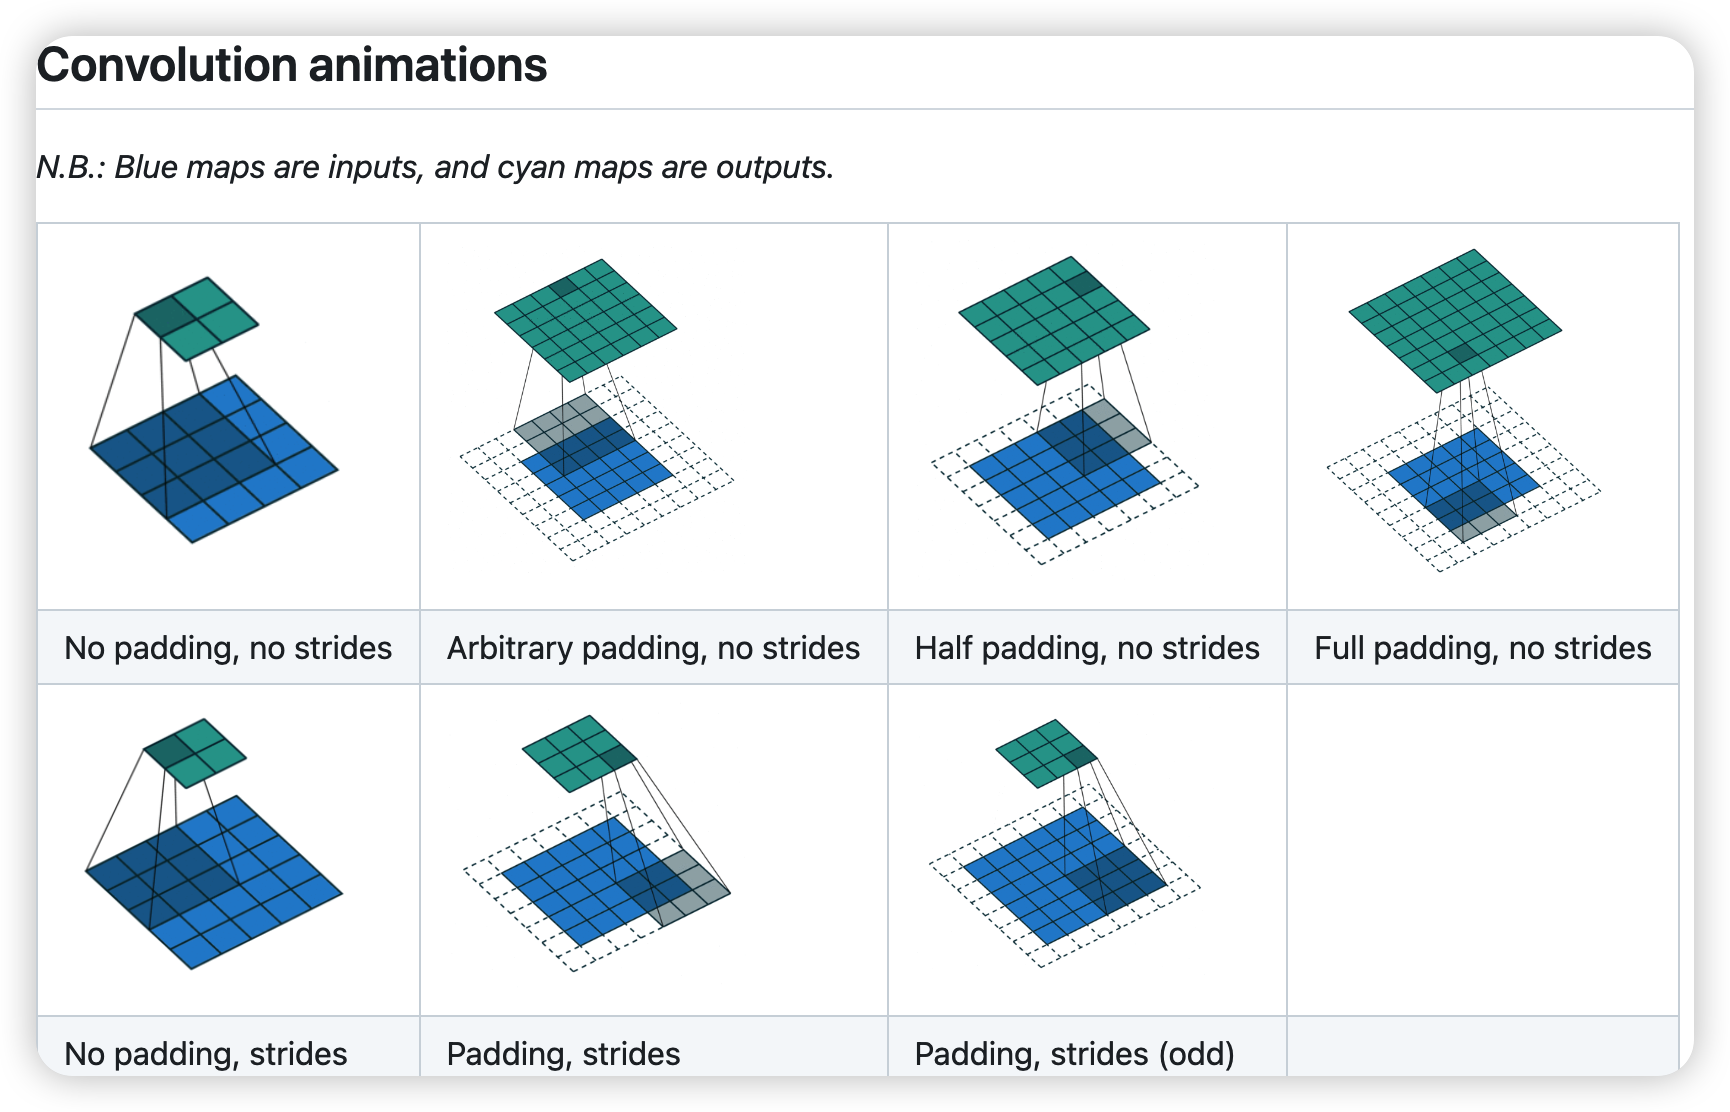 Convolution animations
N.B.: Blue maps are inputs, and cyan maps are outputs.
No padding, no strides
Arbitrary padding, no strides
Half padding, no strides
Full padding, no strides
No padding, strides
Padding, strides
Padding, strides (odd)